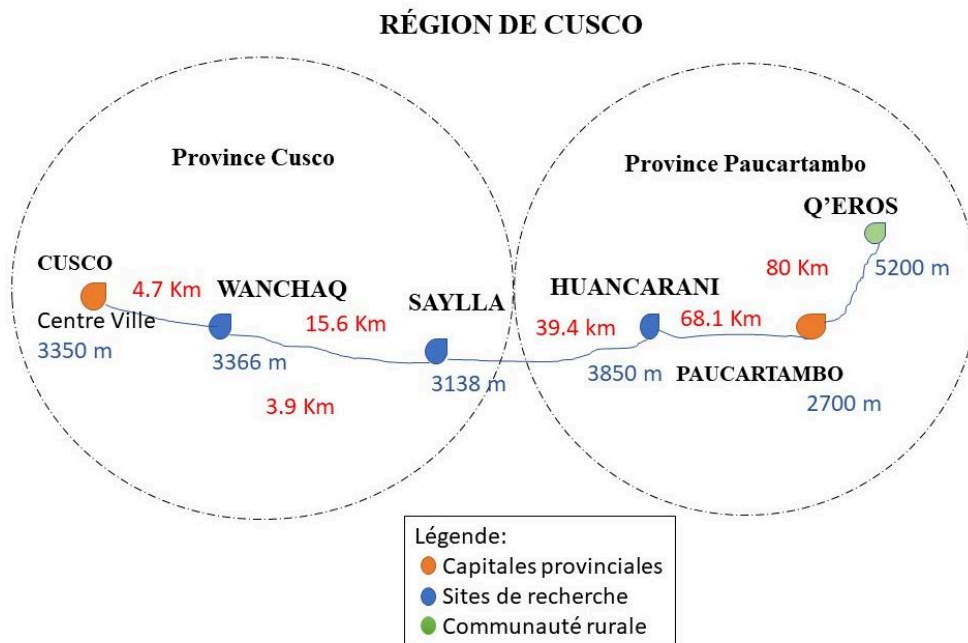 RÉGION DE CUSCO
Province Cusco
Province Paucartambo
Q'EROS
5200 m
80 Km
CUSCO
4.7 Km
WANCHAQ
SAYLLA
HUANCARANI
Centre Ville
3350 m
15.6 Km
39.4 km
68.1 Km
3366 m
3138 m
3850 m
PAUCARTAMBO
3.9 Km
2700 m
Légende:
Capitales provinciales
Sites de recherche
Communauté rurale